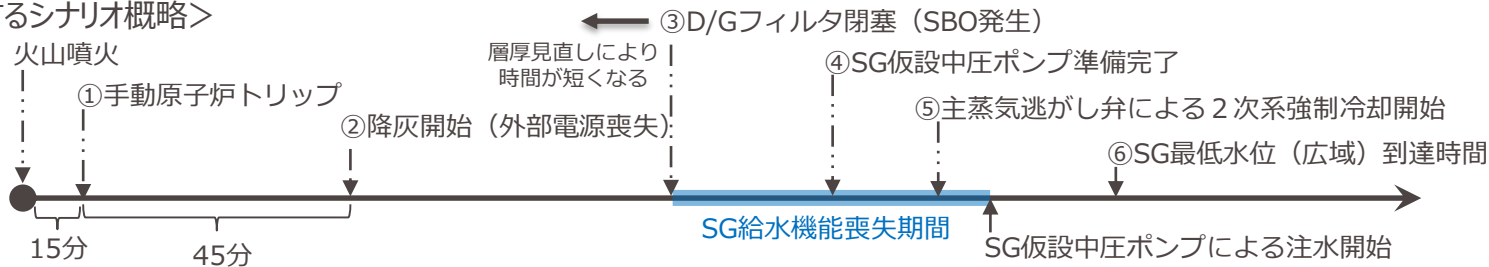 るシナリオ概略＞
火山噴火
①手動原子炉トリップ
②降灰開始（外部電源喪失）
層厚見直しにより
時間が短くなる
③D/Gフィルタ閉塞（SBO発生）
④SG仮設中圧ポンプ準備完了
⑤主蒸気逃がし弁による２次系強制冷却開始
⑥SG最低水位（広域）到達時間
15分
45分
SG給水機能喪失期間
SG仮設中圧ポンプによる注水開始